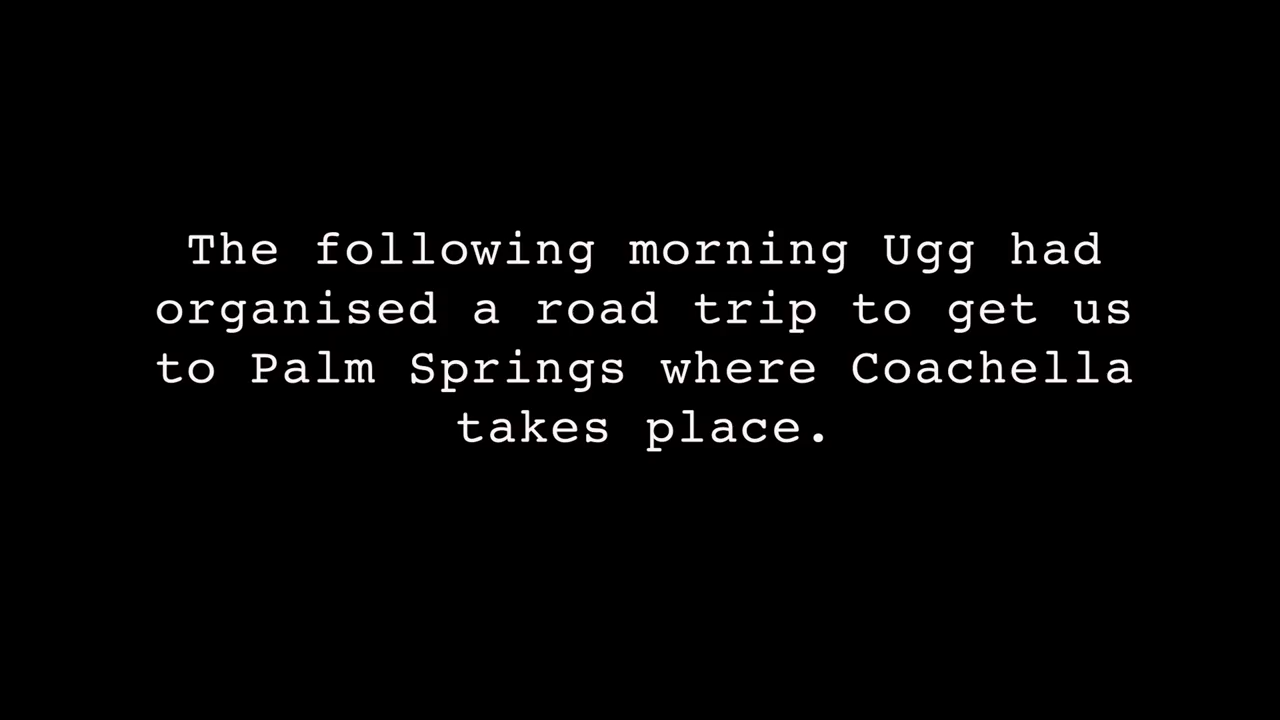 The following morning Ugg had
organised a road trip to get us
to Palm Springs where Coachella
takes place.